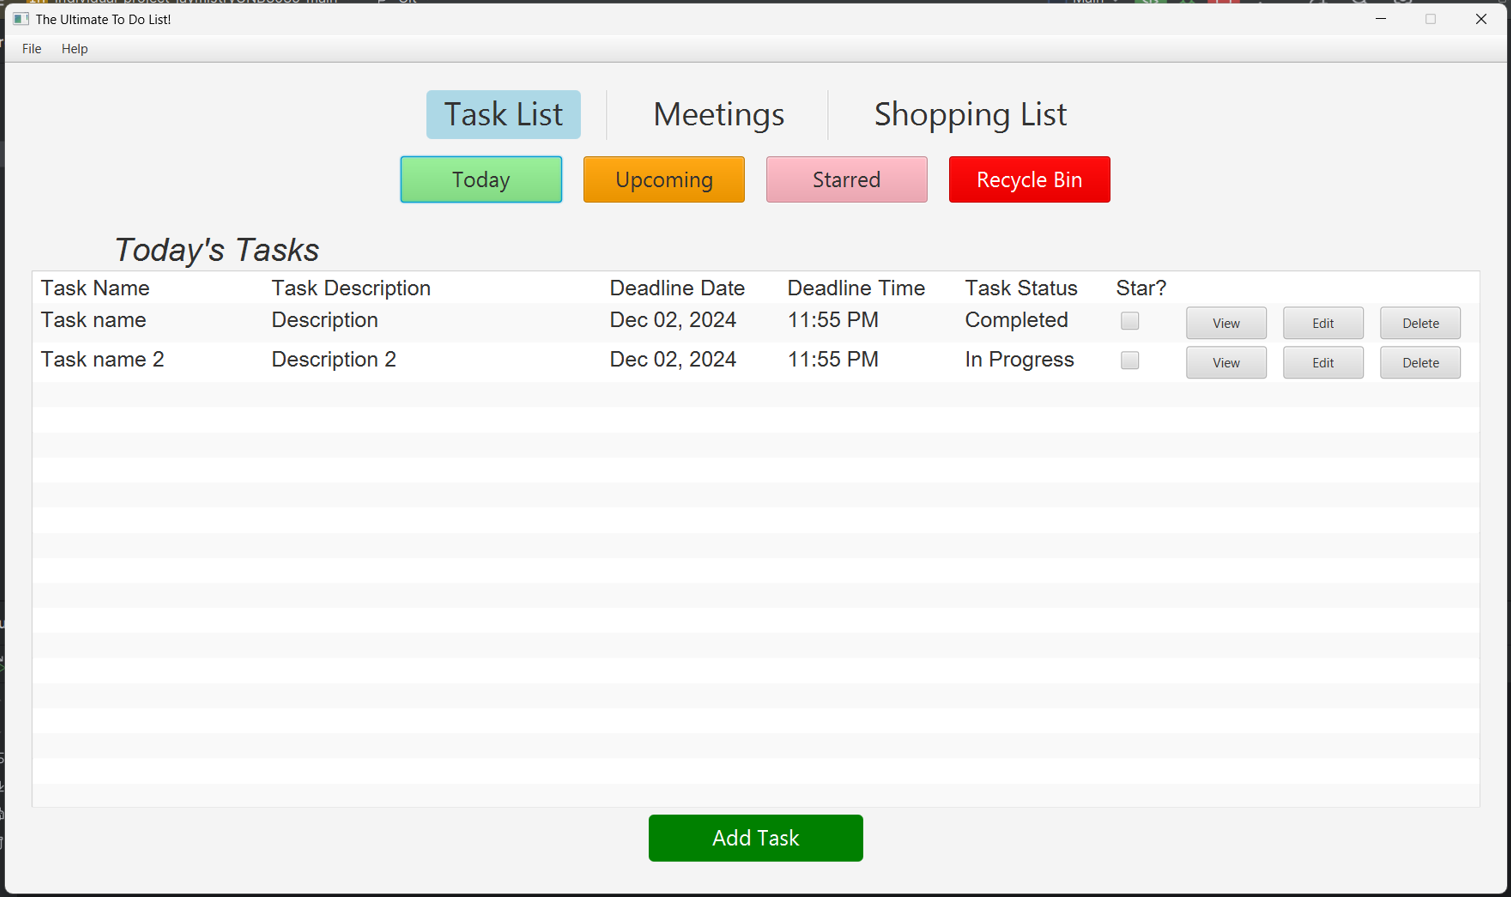 The Ultimate To Do List!
File Help
Task List Meetings Shopping List
Today Upcoming Starred Recycle Bin
Today's Tasks
Task Name Task Description Deadline Date Deadline Time Task Status Star?
Task name Description Dec 02, 2024 11:55 PM Completed View Edit Delete
Task name 2 Description 2 Dec 02, 2024 11:55 PM In Progress View Edit Delete
Add Task